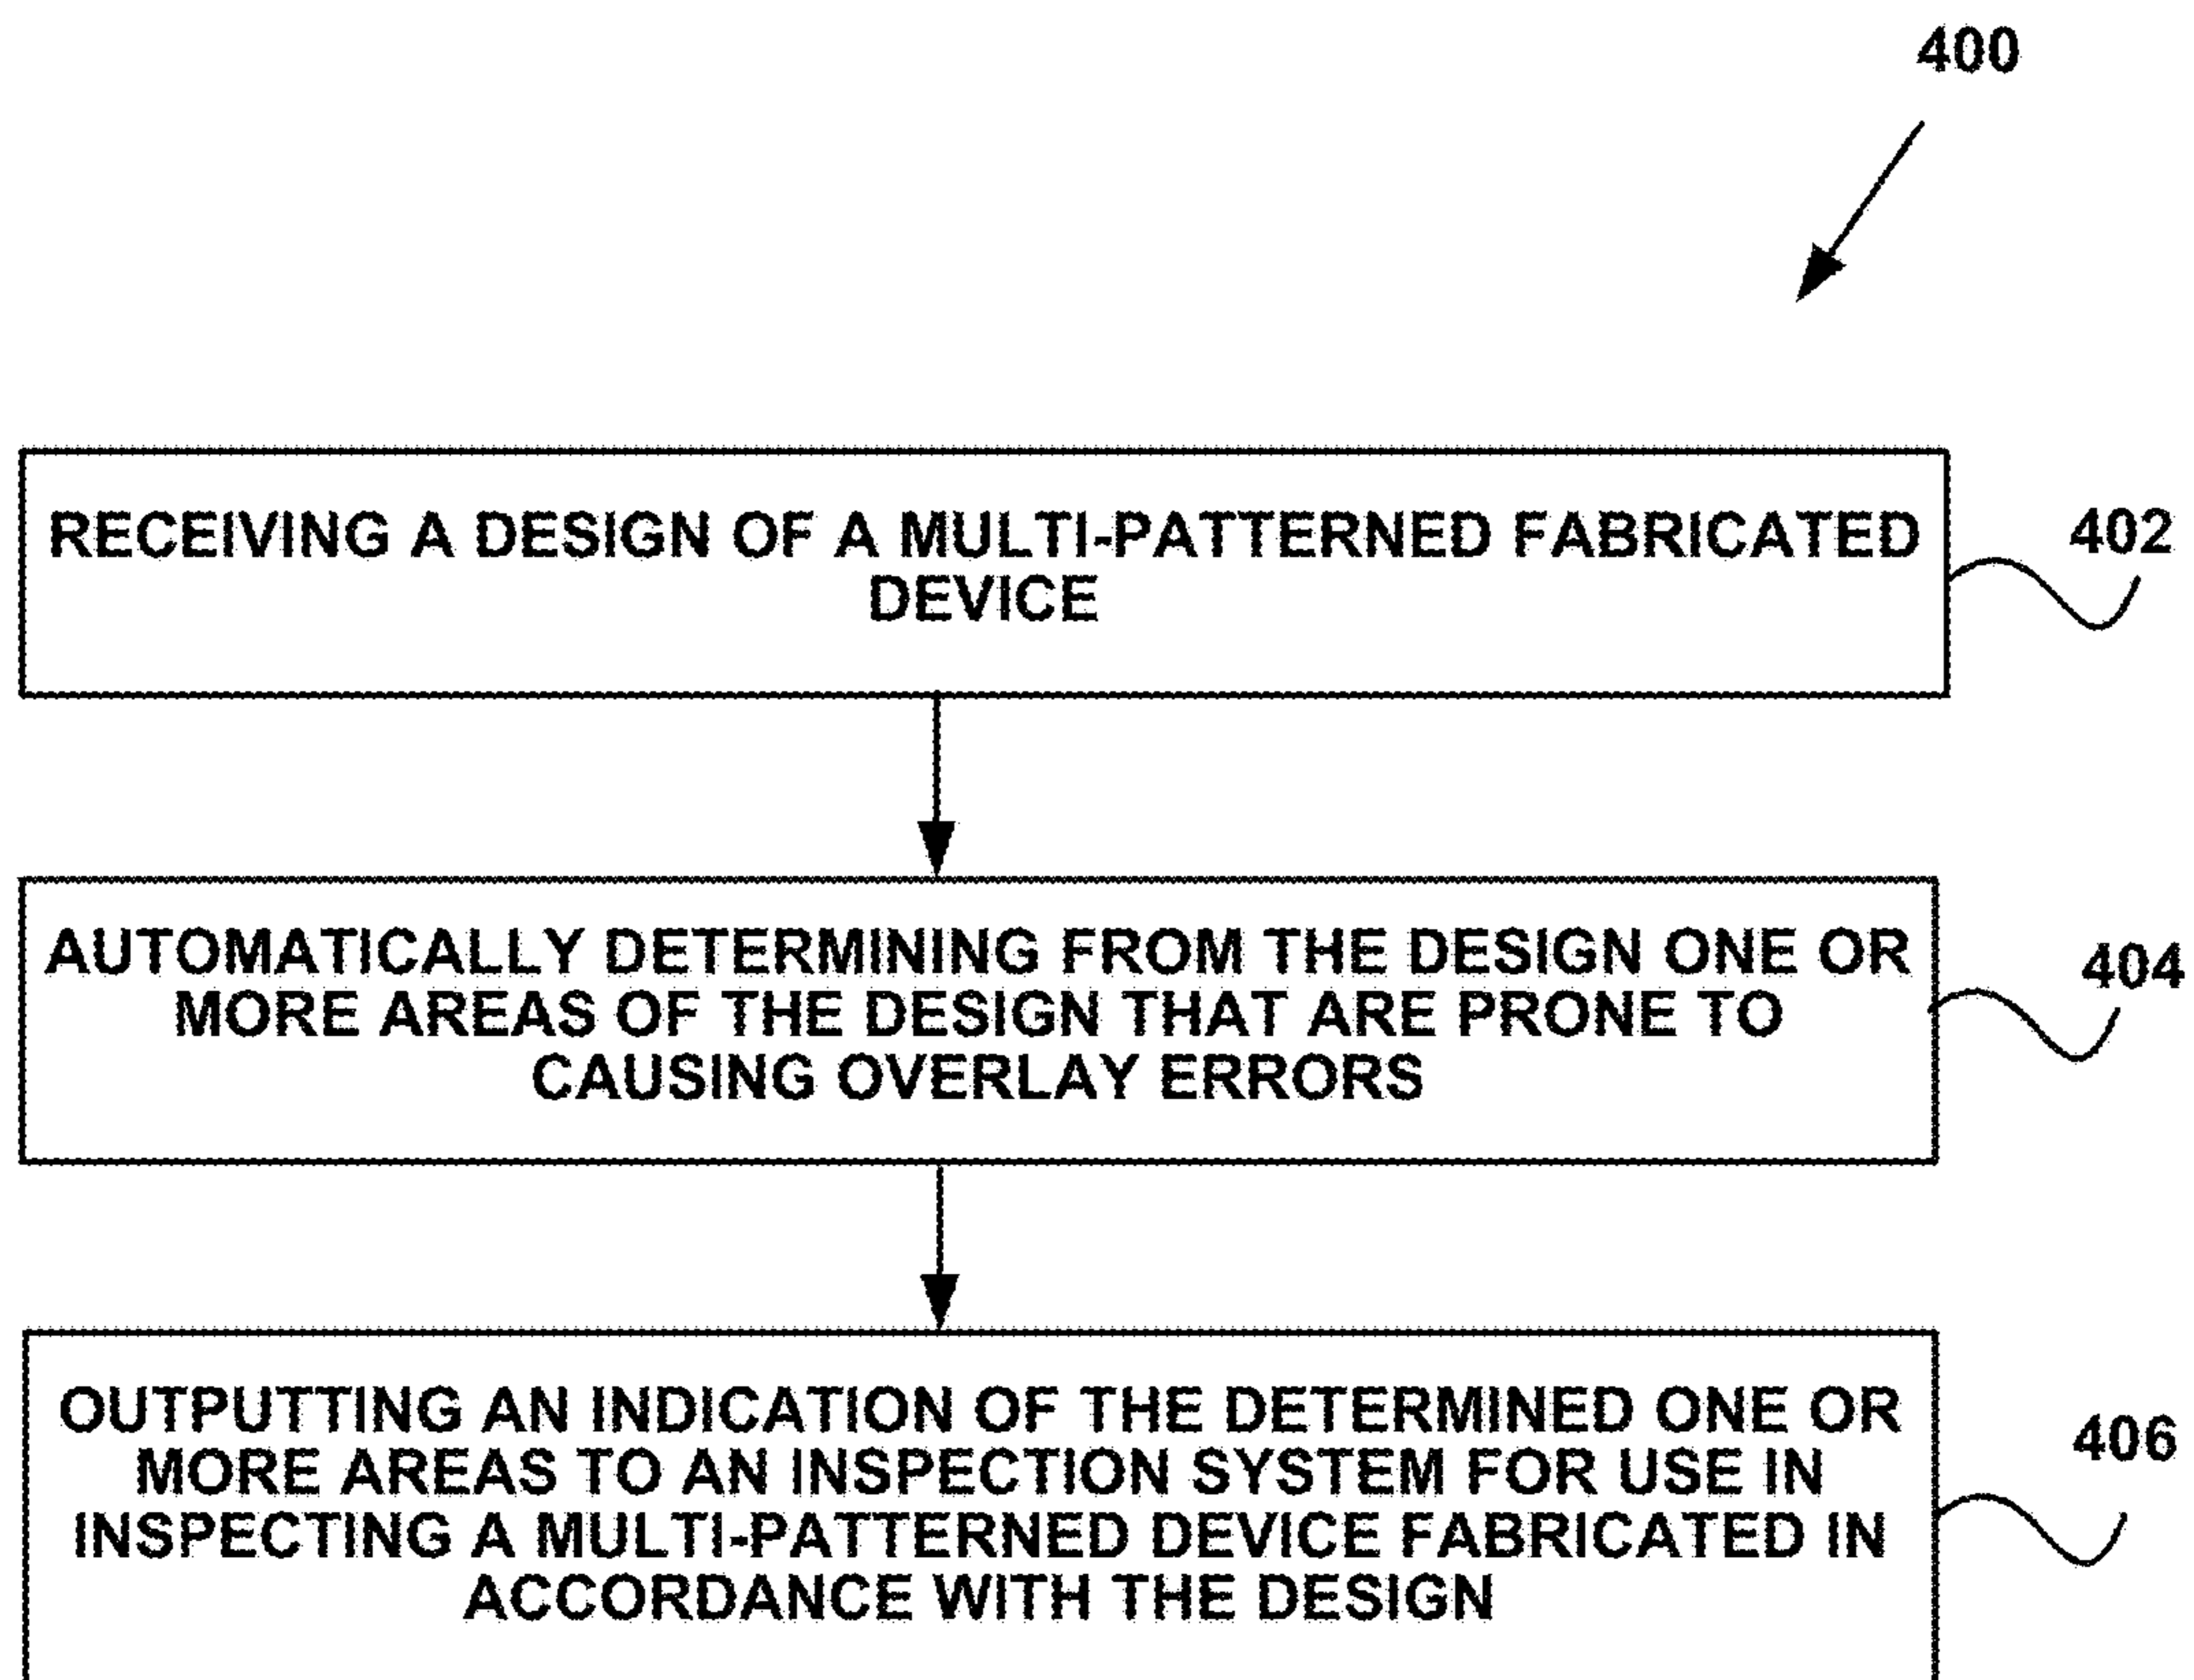 400
RECEIVING A DESIGN OF A MULTI-PATTERNED FABRICATED
DEVICE
402
AUTOMATICALLY DETERMINING FROM THE DESIGN ONE OR
MORE AREAS OF THE DESIGN THAT ARE PRONE TO
CAUSING OVERLAY ERRORS
404
OUTPUTTING AN INDICATION OF THE DETERMINED ONE OR
MORE AREAS TO AN INSPECTION SYSTEM FOR USE IN
INSPECTING A MULTI-PATTERNED DEVICE FABRICATED IN
ACCORDANCE WITH THE DESIGN
406